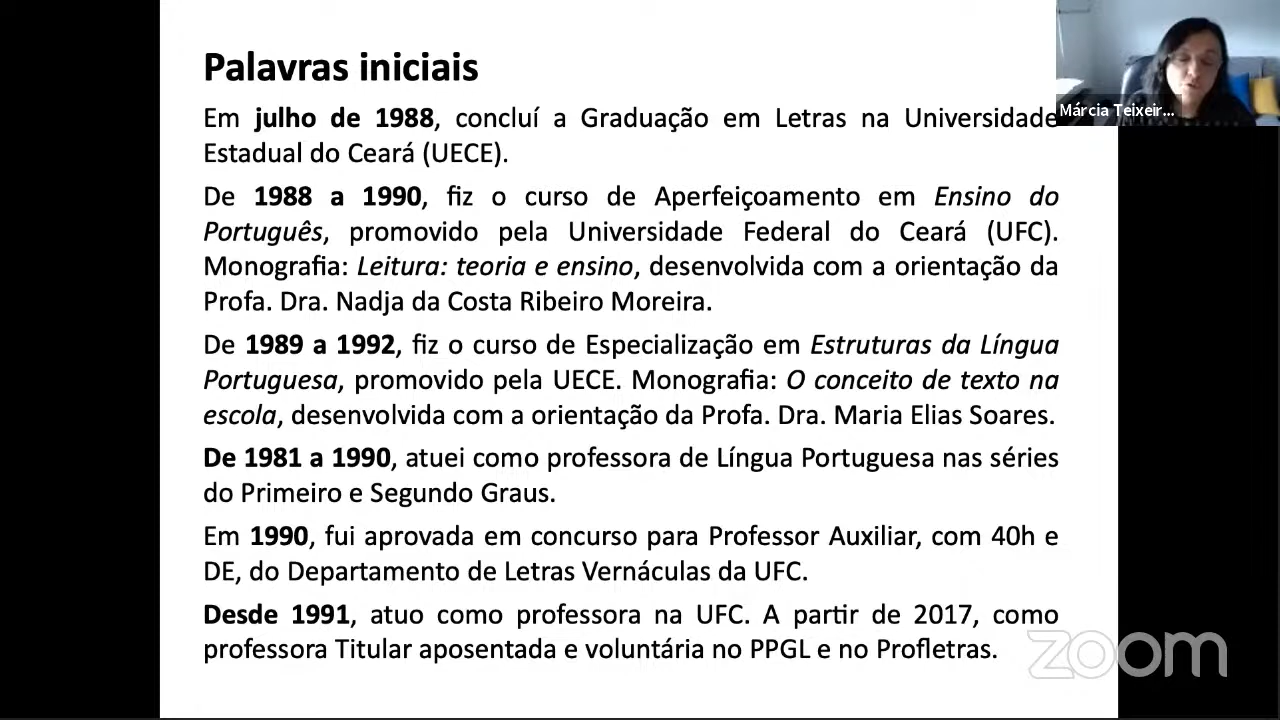 Palavras iniciais
Em julho de 1988, concluí a Graduação em Letras na Universidade
Estadual do Ceará (UECE).
De 1988 a 1990, fiz o curso de Aperfeiçoamento em Ensino do
Português, promovido pela Universidade Federal do Ceará (UFC).
Monografia: Leitura: teoria e ensino, desenvolvida com a orientação da
Profa. Dra. Nadja da Costa Ribeiro Moreira.
De 1989 a 1992, fiz o curso de Especialização em Estruturas da Língua
Portuguesa, promovido pela UECE. Monografia: O conceito de texto na
escola, desenvolvida com a orientação da Profa. Dra. Maria Elias Soares.
De 1981 a 1990, atuei como professora de Língua Portuguesa nas séries
do Primeiro e Segundo Graus.
Em 1990, fui aprovada em concurso para Professor Auxiliar, com 40h e
DE, do Departamento de Letras Vernáculas da UFC.
Desde 1991, atuo como professora na UFC. A partir de 2017, como
professora Titular aposentada e voluntária no PPGL e no Profletras.
Márcia Teixeir...
zoom